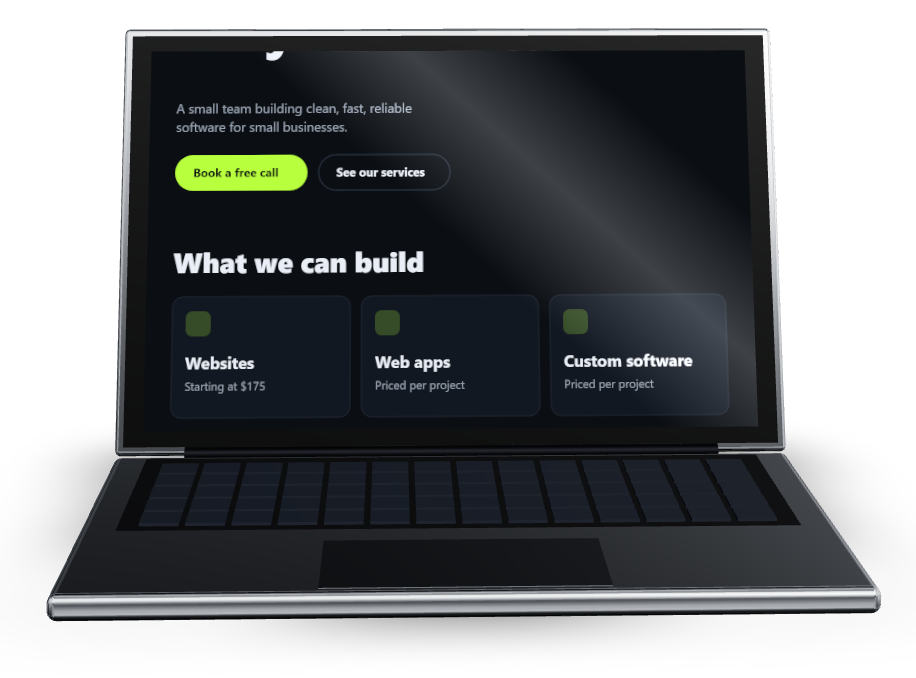 A small team building clean, fast, reliable
software for small businesses.
Book a free call
See our services
What we can build
Websites
Starting at $175
Web apps
Priced per project
Custom software
Priced per project